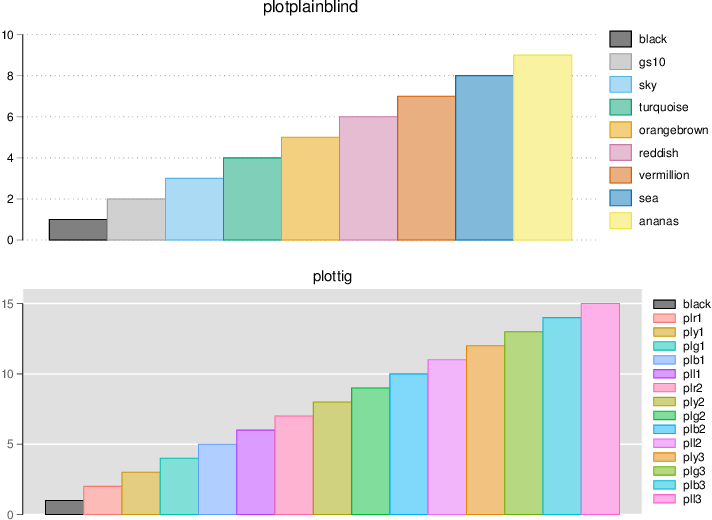 plotplainblind
10
8
6
4
2
0
black
gs10
sky
turquoise
orangebrown
reddish
vermillion
sea
ananas
plottig
15
10
5
0
black
plr1
ply1
plg1
plb1
pll1
plr2
ply2
plg2
plb2
pll2
ply3
plg3
plb3
pll3